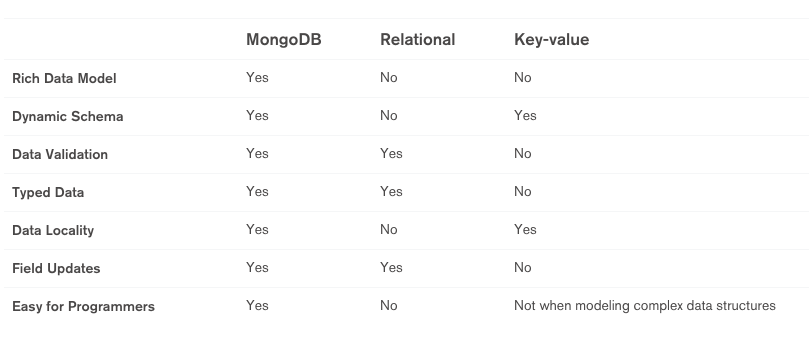 MongoDB Relational Key-value
Rich Data Model Yes No No
Dynamic Schema Yes No Yes
Data Validation Yes Yes No
Typed Data Yes Yes No
Data Locality Yes No Yes
Field Updates Yes Yes No
Easy for Programmers Yes No Not when modeling complex data structures